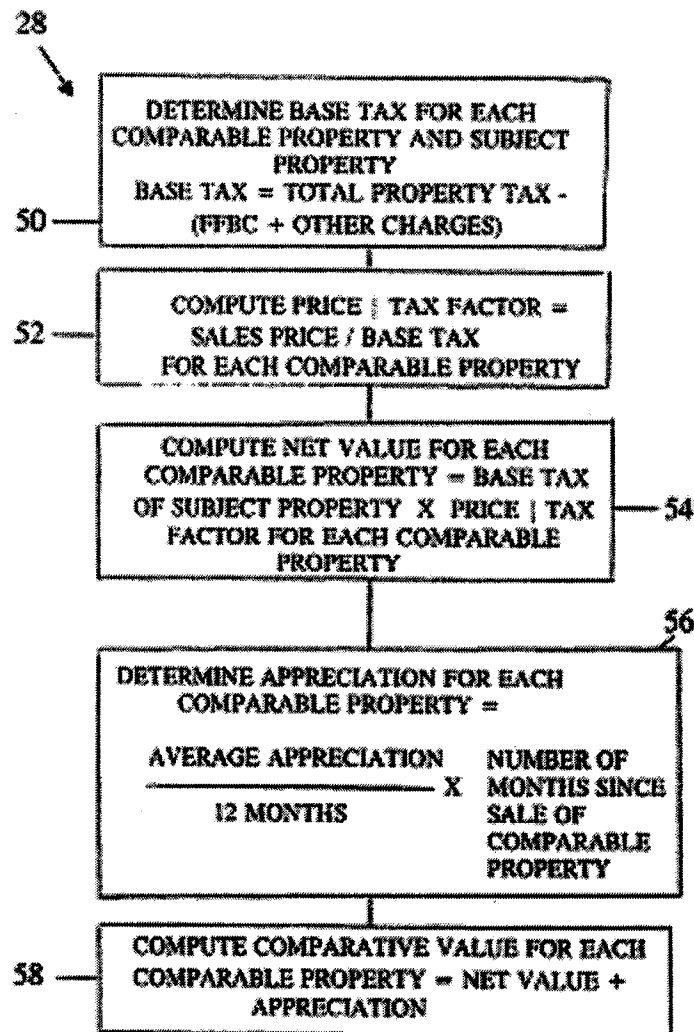 28
DETERMINE BASE TAX FOR EACH
COMPARABLE PROPERTY AND SUBJECT
PROPERTY
BASE TAX = TOTAL PROPERTY TAX -
(FFBC + OTHER CHARGES)
50
COMPUTE PRICE | TAX FACTOR =
SALES PRICE / BASE TAX
FOR EACH COMPARABLE PROPERTY
52
COMPUTE NET VALUE FOR EACH
COMPARABLE PROPERTY = BASE TAX
OF SUBJECT PROPERTY X PRICE | TAX
FACTOR FOR EACH COMPARABLE
PROPERTY
54
56
DETERMINE APPRECIATION FOR EACH
COMPARABLE PROPERTY =
AVERAGE APPRECIATION
12 MONTHS
X
NUMBER OF
MONTHS SINCE
SALE OF
COMPARABLE
PROPERTY
COMPUTE COMPARATIVE VALUE FOR EACH
COMPARABLE PROPERTY = NET VALUE +
APPRECIATION
58